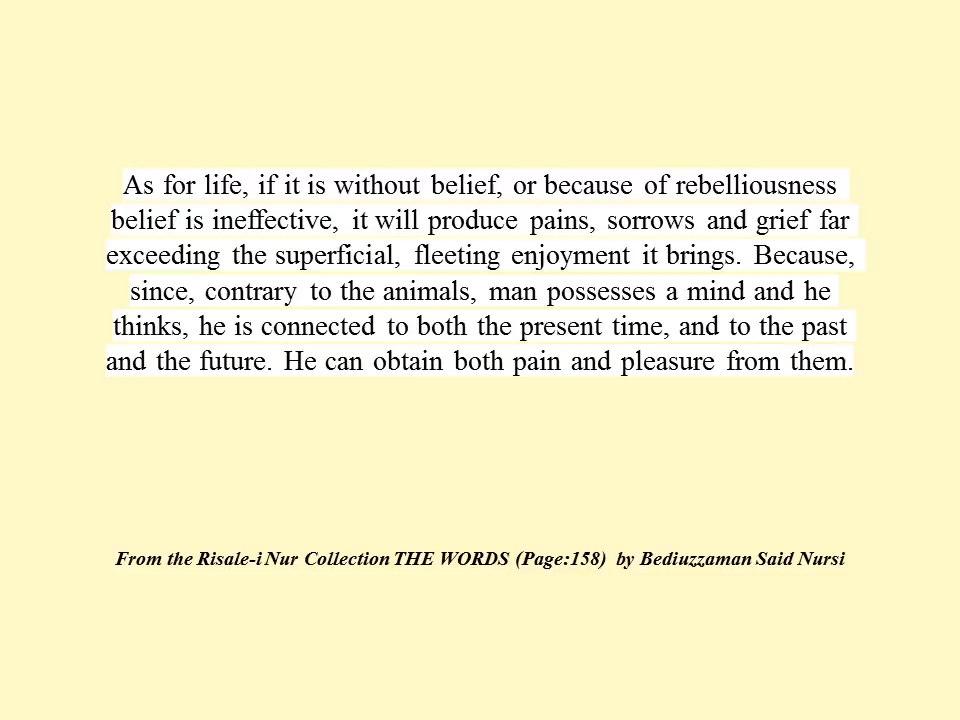 As for life, if it is without belief, or because of rebelliousness
belief is ineffective, it will produce pains, sorrows and grief far
exceeding the superficial, fleeting enjoyment it brings. Because,
since, contrary to the animals, man possesses a mind and he
thinks, he is connected to both the present time, and to the past
and the future. He can obtain both pain and pleasure from them.
From the Risale-i Nur Collection THE WORDS (Page:158) by Bediuzzaman Said Nursi